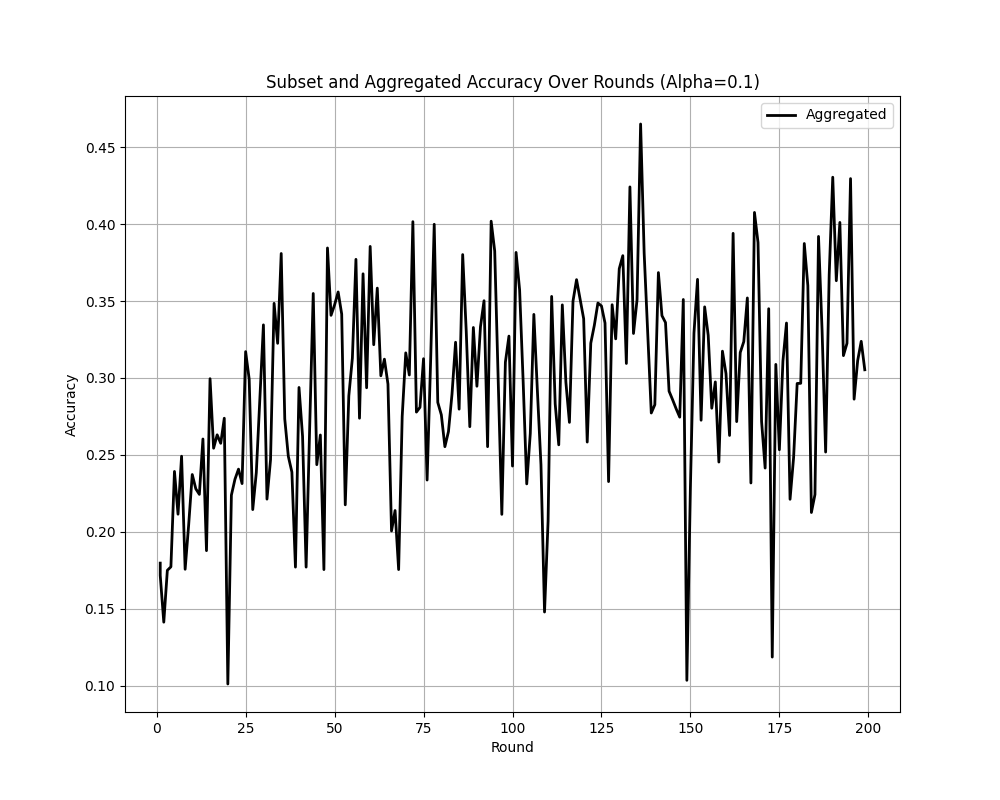 Subset and Aggregated Accuracy Over Rounds (Alpha=0.1)
Aggregated
0.45
0.40
0.35
0.30
0.25
0.20
0.15
0.10
Accuracy
0 25 50 75 100 125 150 175 200
Round